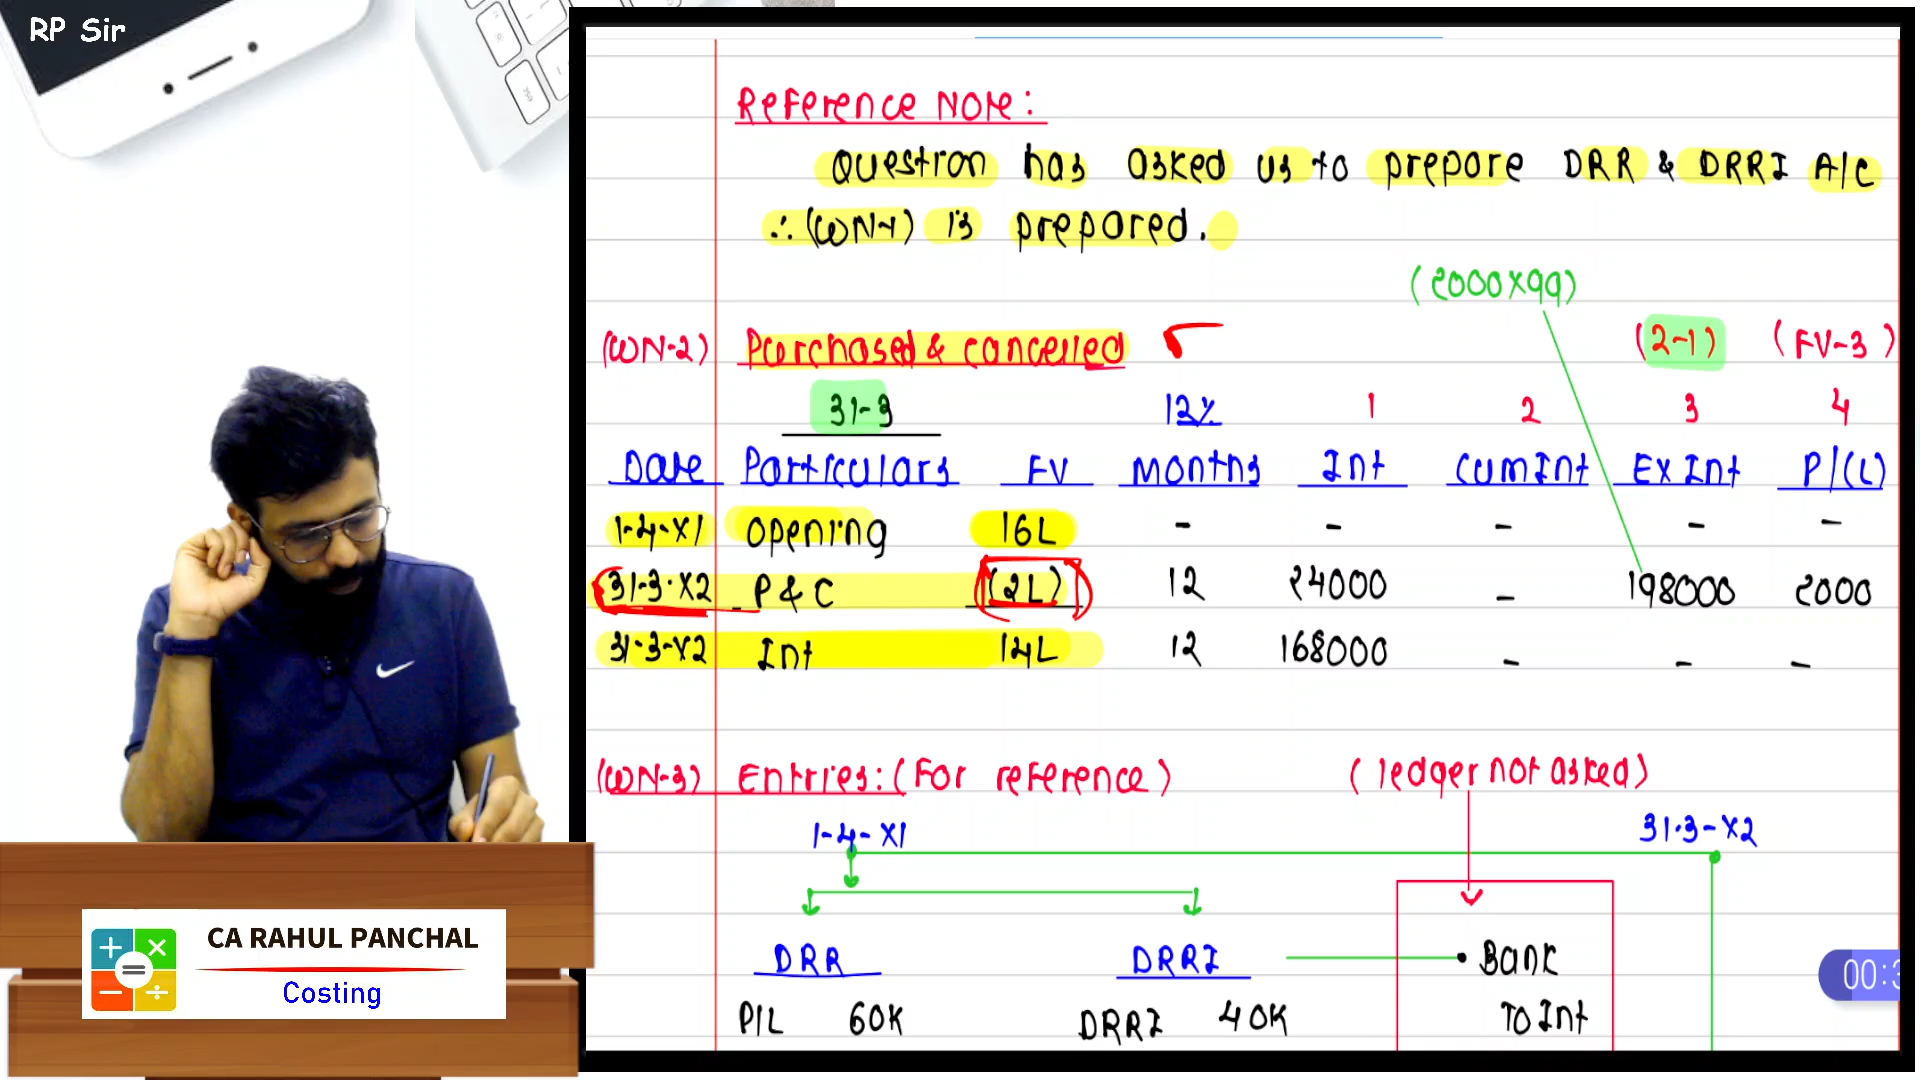 RP Sir
Reference Note:
Question has asked us to prepare DRR & DRRI A/C
∴ (WN-1) is prepared.
(2000x99)
(WN-2) Purchased & cancelled (2-1) (FV-3)
31-3 12% 1 2 3 4
Date Particulars FV Months Int CumInt Ex Int P/(L)
1-4-X1 Opening 16L - - - - -
31-3-X2 P & C (2L) 12 24000 - 198000 2000
31-3-X2 Int 14L 12 168000 - - -
(WN-3) Entries: (For reference) (ledger not asked)
1-4-X1 31-3-X2
DRR DRRI Bank
P/L 60K DRRI 40K To Int
CA RAHUL PANCHAL
Costing
00:3